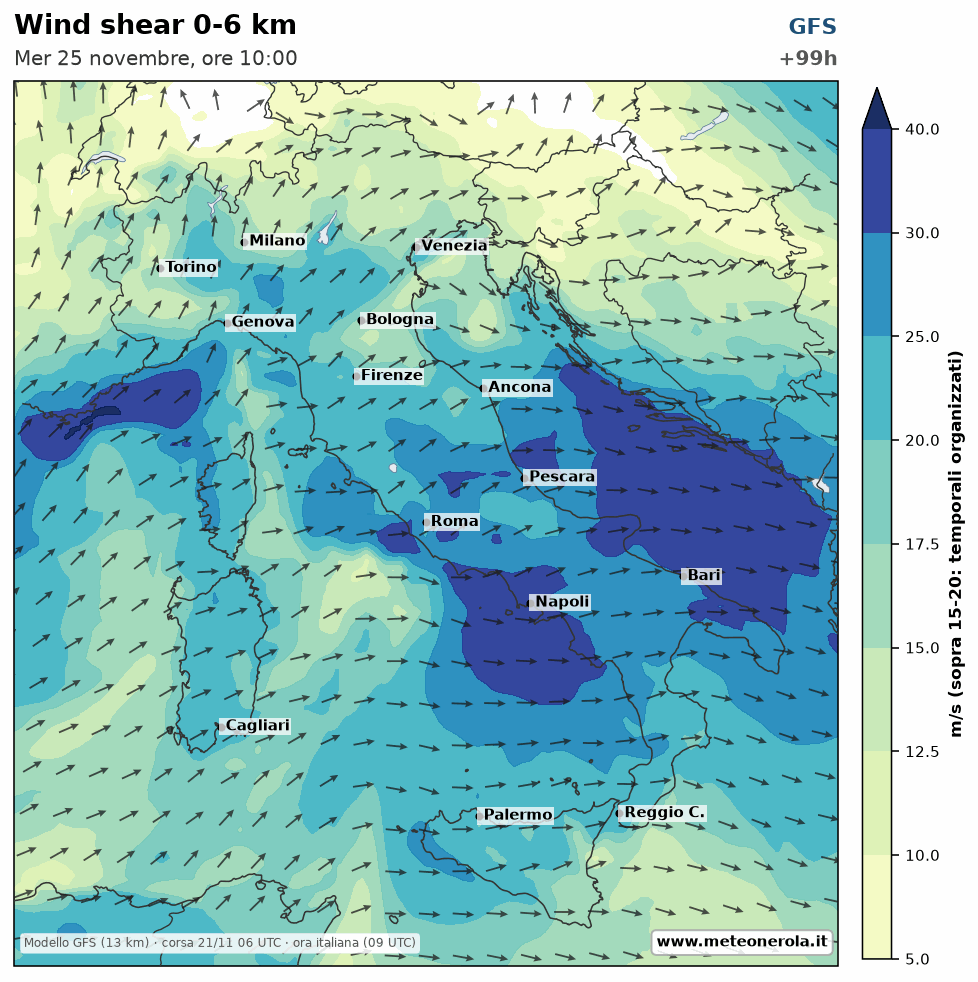 Wind shear 0-6 km
GFS
Mer 25 novembre, ore 10:00
+99h
Milano
Venezia
Torino
Bologna
Genova
Firenze
Ancona
Pescara
Roma
Bari
Napoli
Cagliari
Palermo
Reggio C.
40.0
30.0
25.0
20.0
17.5
15.0
12.5
10.0
5.0
m/s (sopra 15-20: temporali organizzati)
Modello GFS (13 km) · corsa 21/11 06 UTC · ora italiana (09 UTC)
www.meteonerola.it